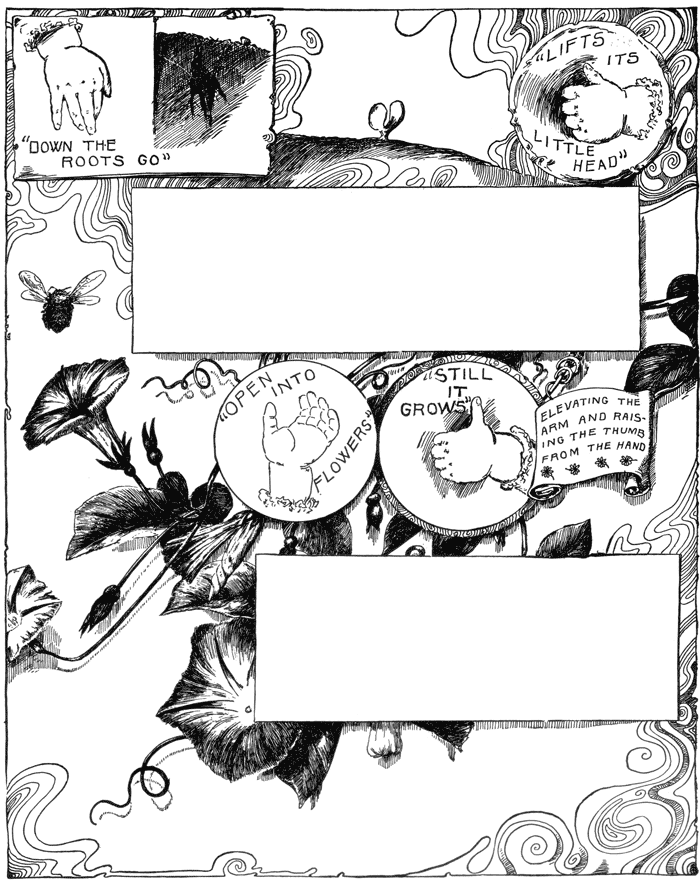 "DOWN THE
ROOTS GO"
"LIFTS ITS
LITTLE
HEAD"
"OPEN INTO
FLOWERS."
"STILL
IT
GROWS"
ELEVATING THE
ARM AND RAIS-
ING THE THUMB
FROM THE HAND